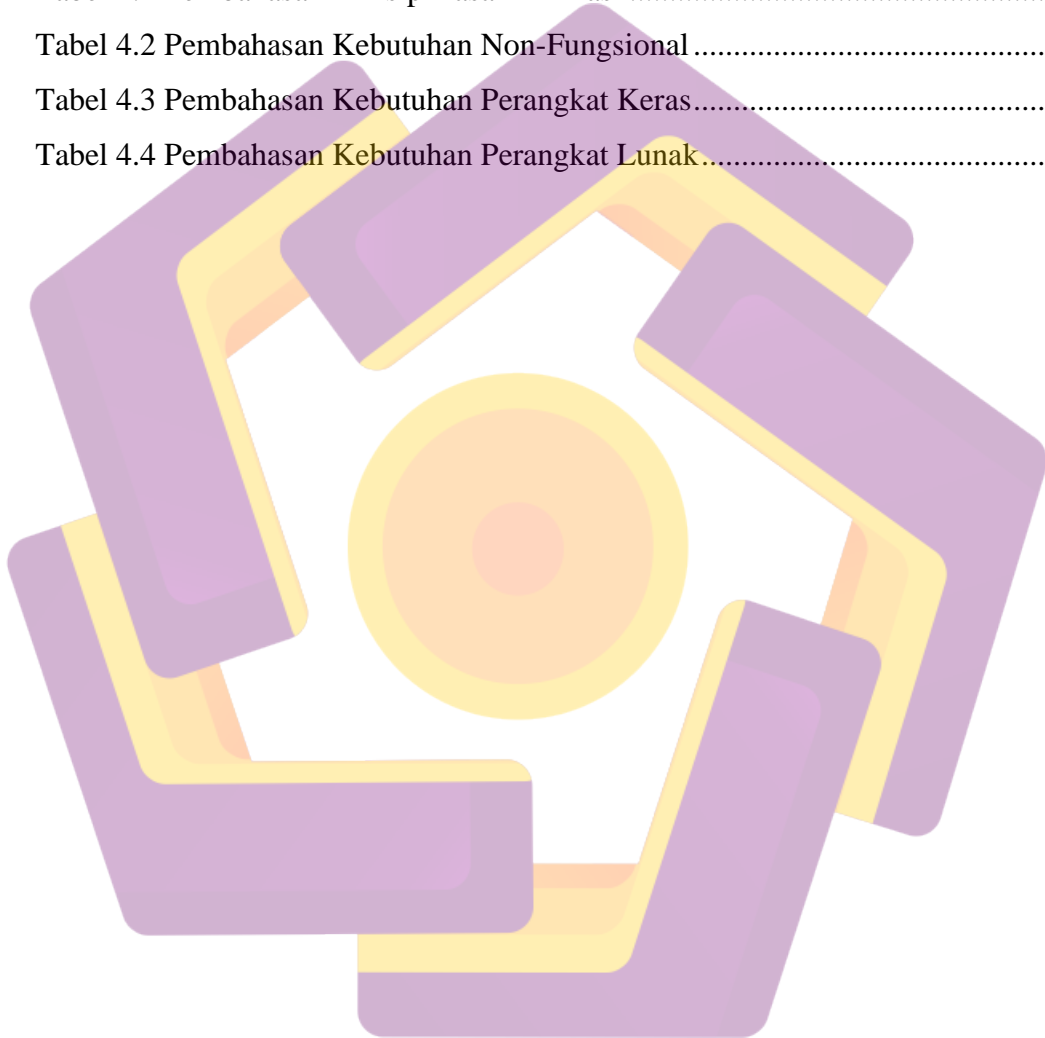 Tabel 4.2 Pembahasan Kebutuhan Non-Fungsional ............................................
Tabel 4.3 Pembahasan Kebutuhan Perangkat Keras ............................................
Tabel 4.4 Pembahasan Kebutuhan Perangkat Lunak ...........................................